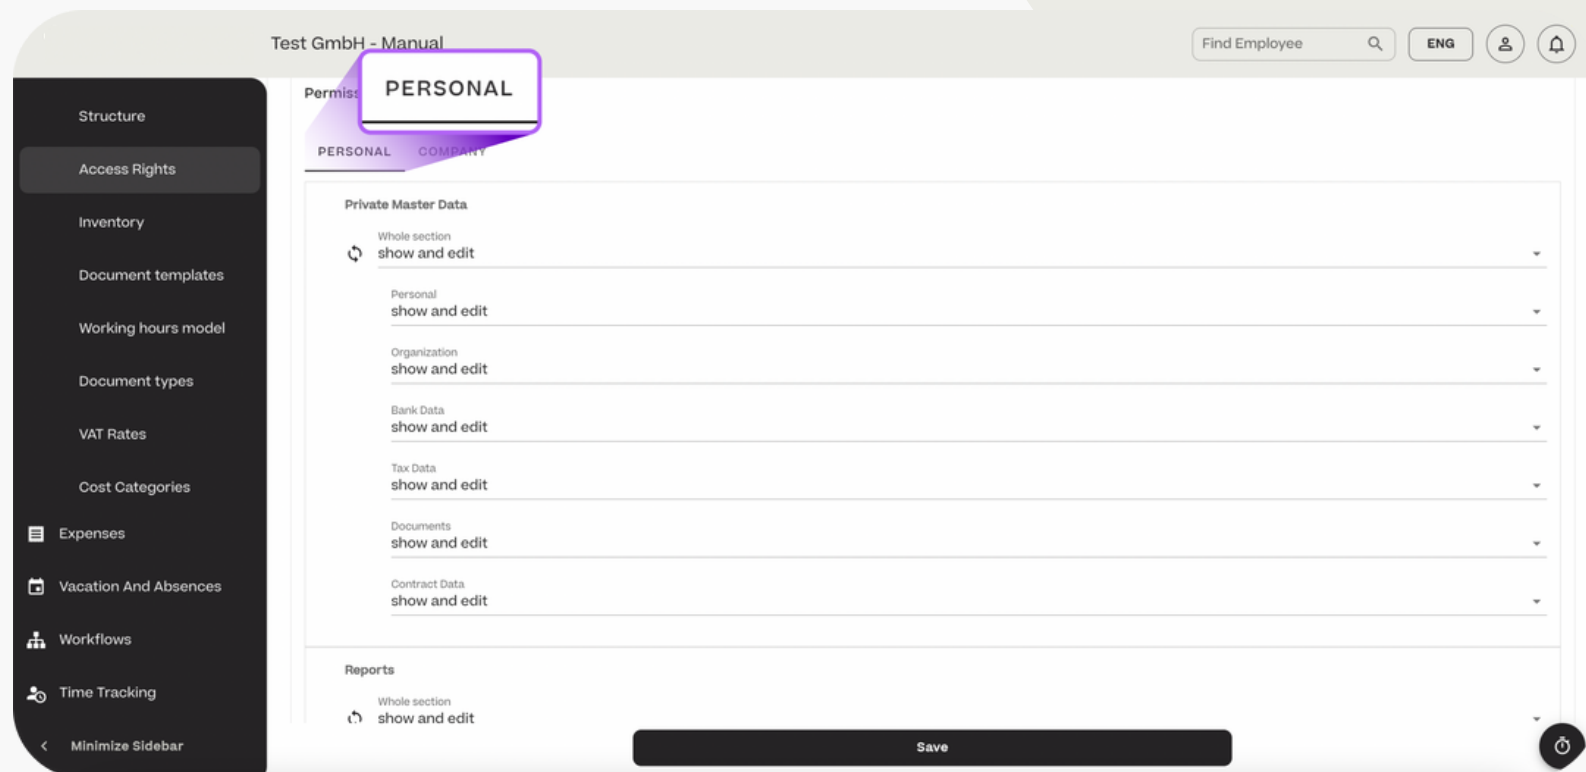 Test GmbH - Manual
Find Employee
ENG
Structure
Access Rights
Inventory
Document templates
Working hours model
Document types
VAT Rates
Cost Categories
Expenses
Vacation And Absences
Workflows
Time Tracking
Minimize Sidebar
PERSONAL
PERSONAL COMPANY
Private Master Data
Whole section
show and edit
Personal
show and edit
Organization
show and edit
Bank Data
show and edit
Tax Data
show and edit
Documents
show and edit
Contract Data
show and edit
Reports
Whole section
show and edit
Save